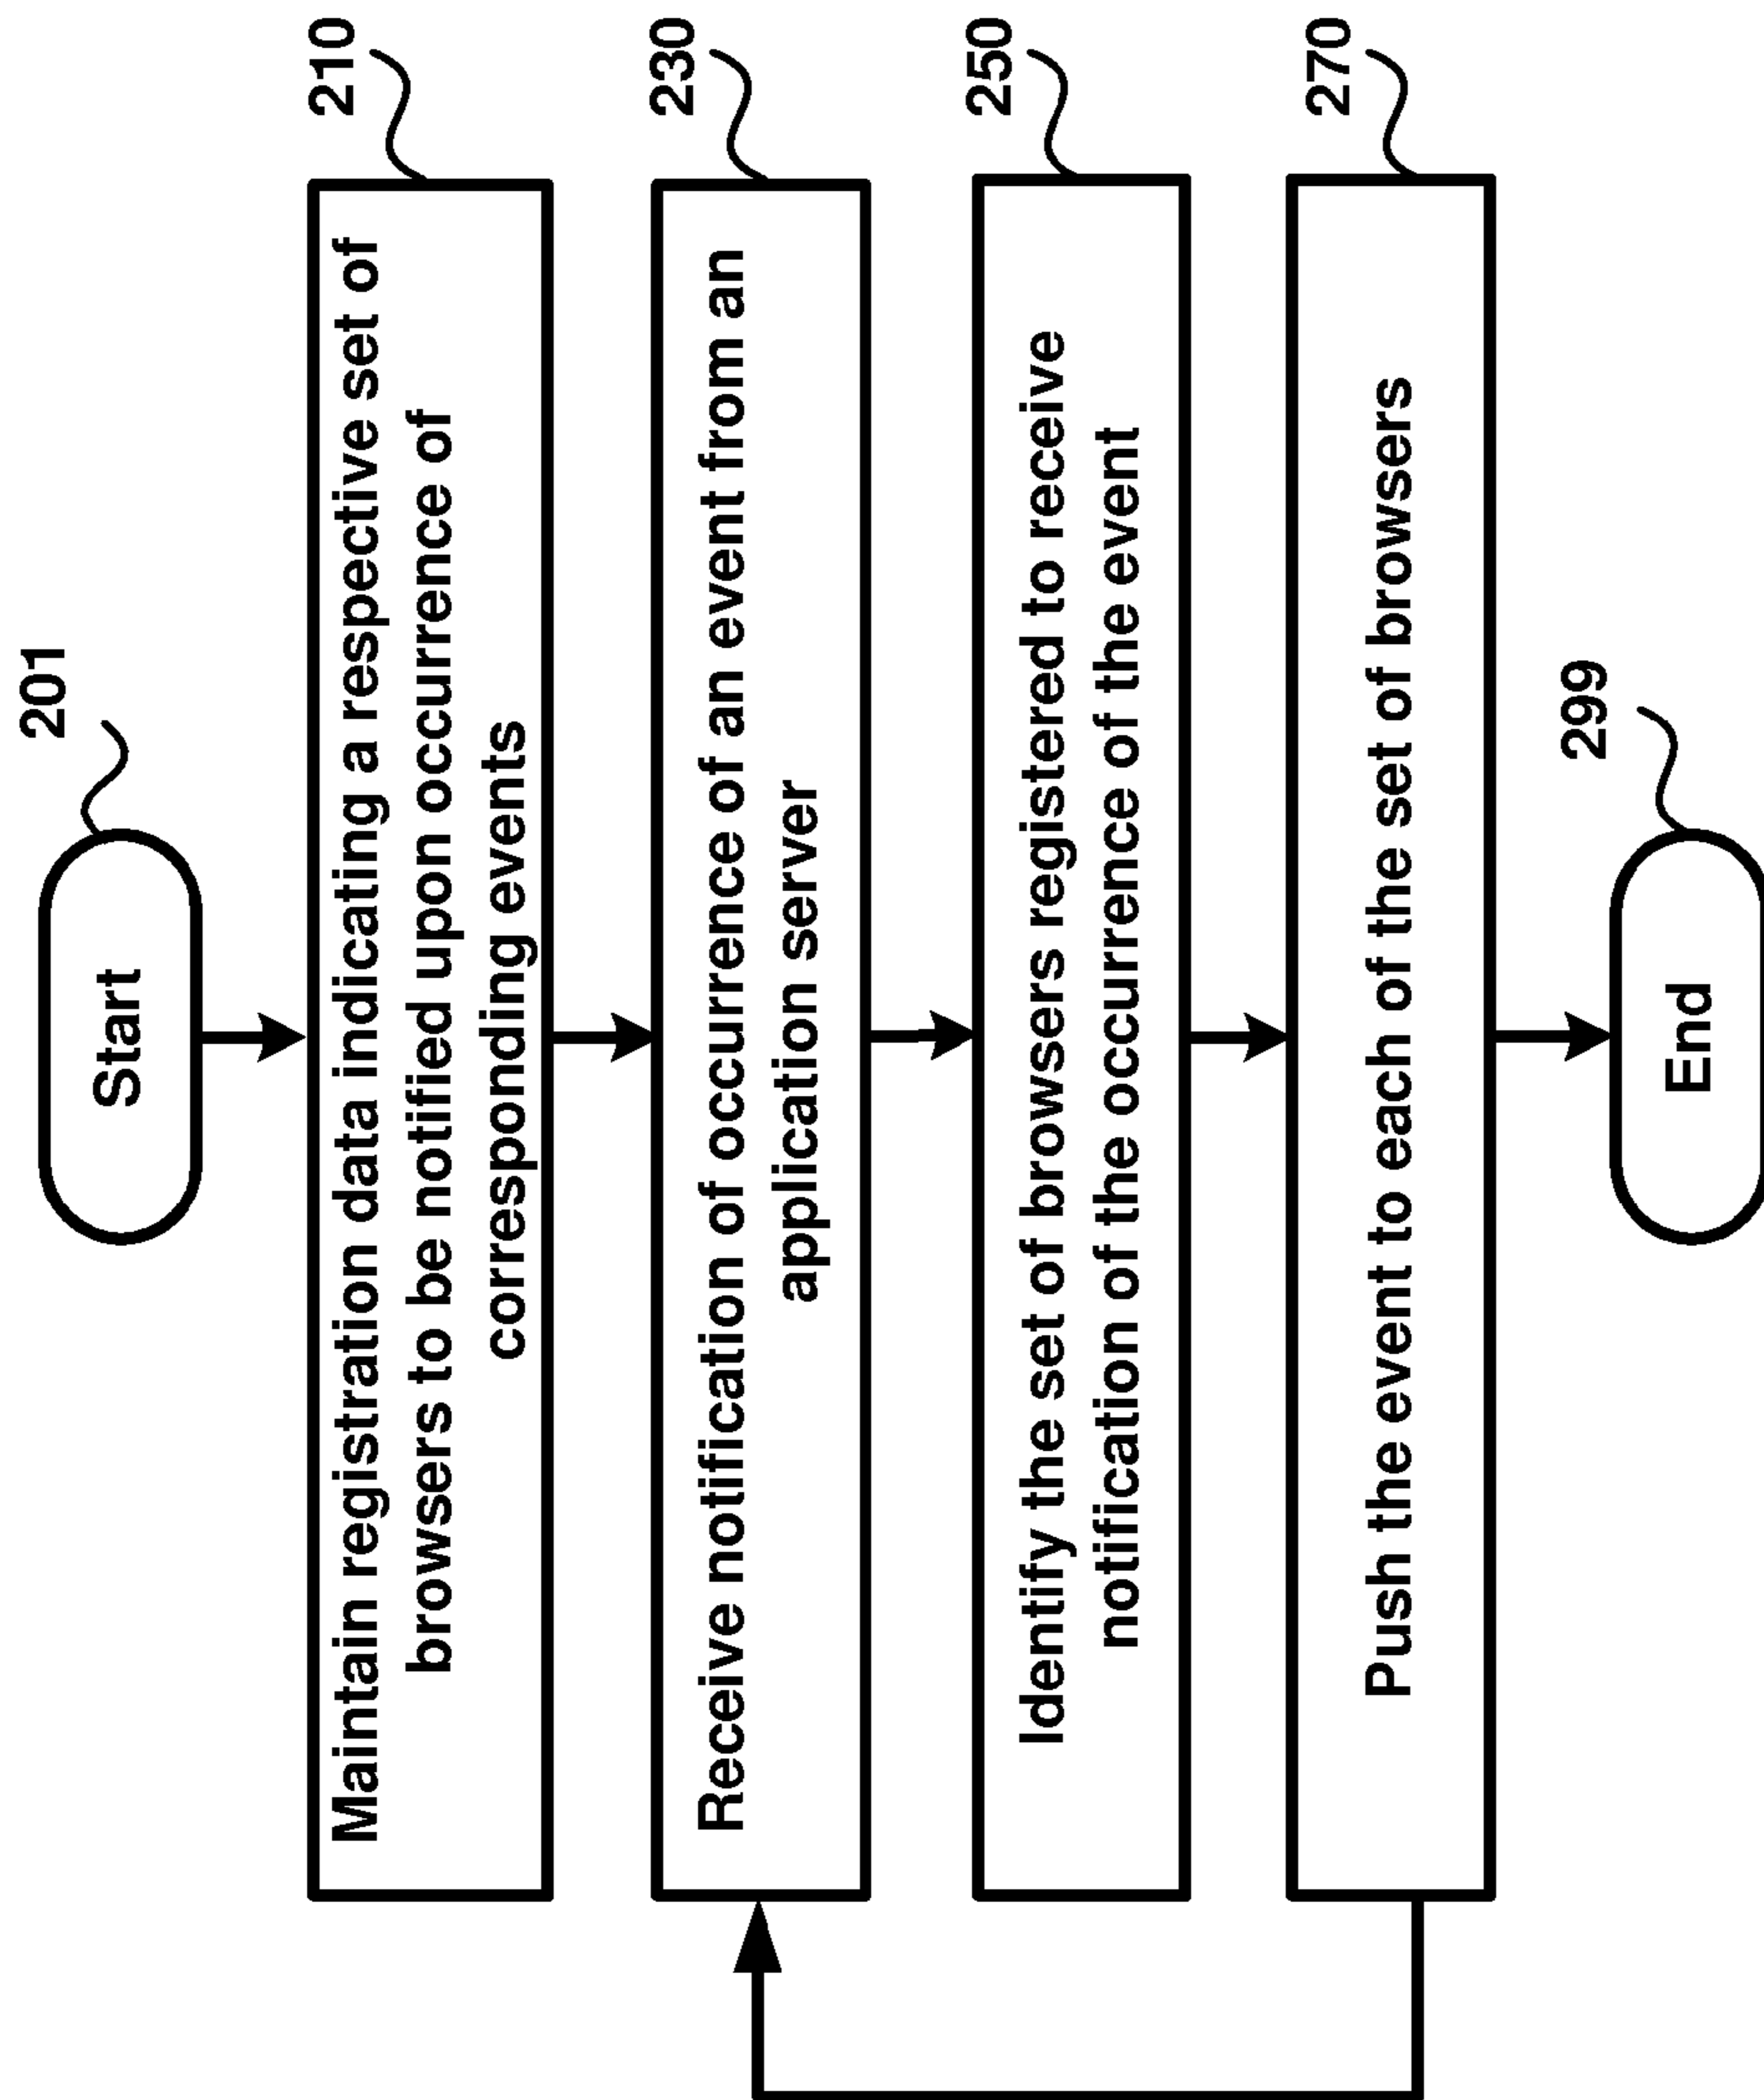 201
Start
210
Maintain registration data indicating a respective set of
browsers to be notified upon occurrence of
corresponding events
230
Receive notification of occurrence of an event from an
application server
250
Identify the set of browsers registered to receive
notification of the occurrence of the event
270
Push the event to each of the set of browsers
299
End